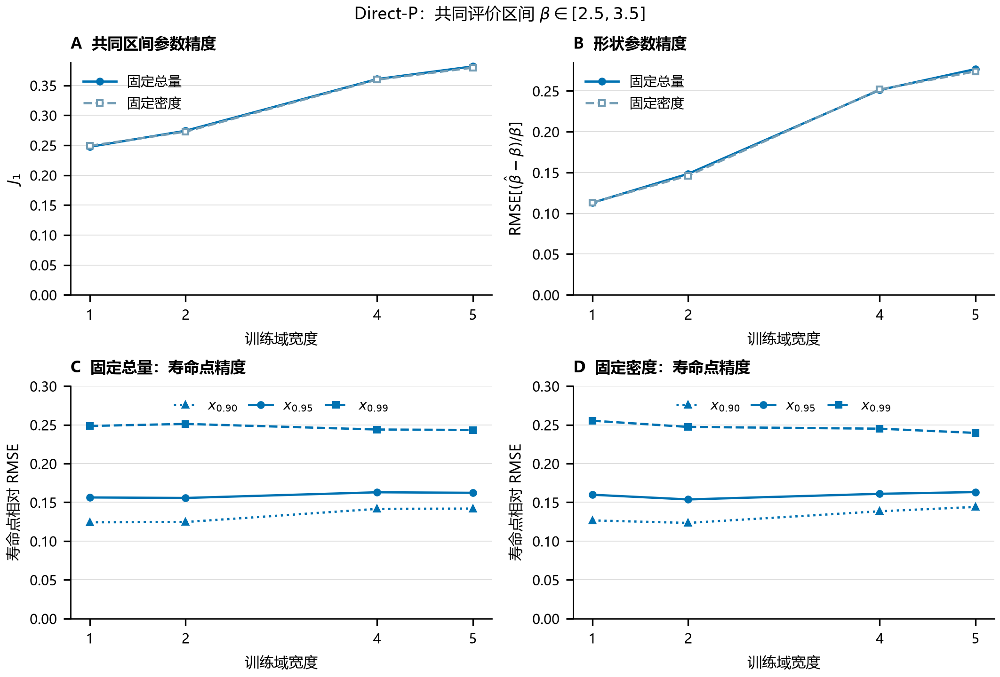 Direct-P：共同评价区间 β ∈ [2.5, 3.5]
A 共同区间参数精度
固定总量
固定密度
J₁
0.35
0.30
0.25
0.20
0.15
0.10
0.05
0.00
1 2 4 5
训练域宽度
B 形状参数精度
固定总量
固定密度
RMSE[(β̂ − β)/β]
0.25
0.20
0.15
0.10
0.05
0.00
1 2 4 5
训练域宽度
C 固定总量：寿命点精度
x₀.₉₀ x₀.₉₅ x₀.₉₉
寿命点相对 RMSE
0.30
0.25
0.20
0.15
0.10
0.05
0.00
1 2 4 5
训练域宽度
D 固定密度：寿命点精度
x₀.₉₀ x₀.₉₅ x₀.₉₉
寿命点相对 RMSE
0.30
0.25
0.20
0.15
0.10
0.05
0.00
1 2 4 5
训练域宽度